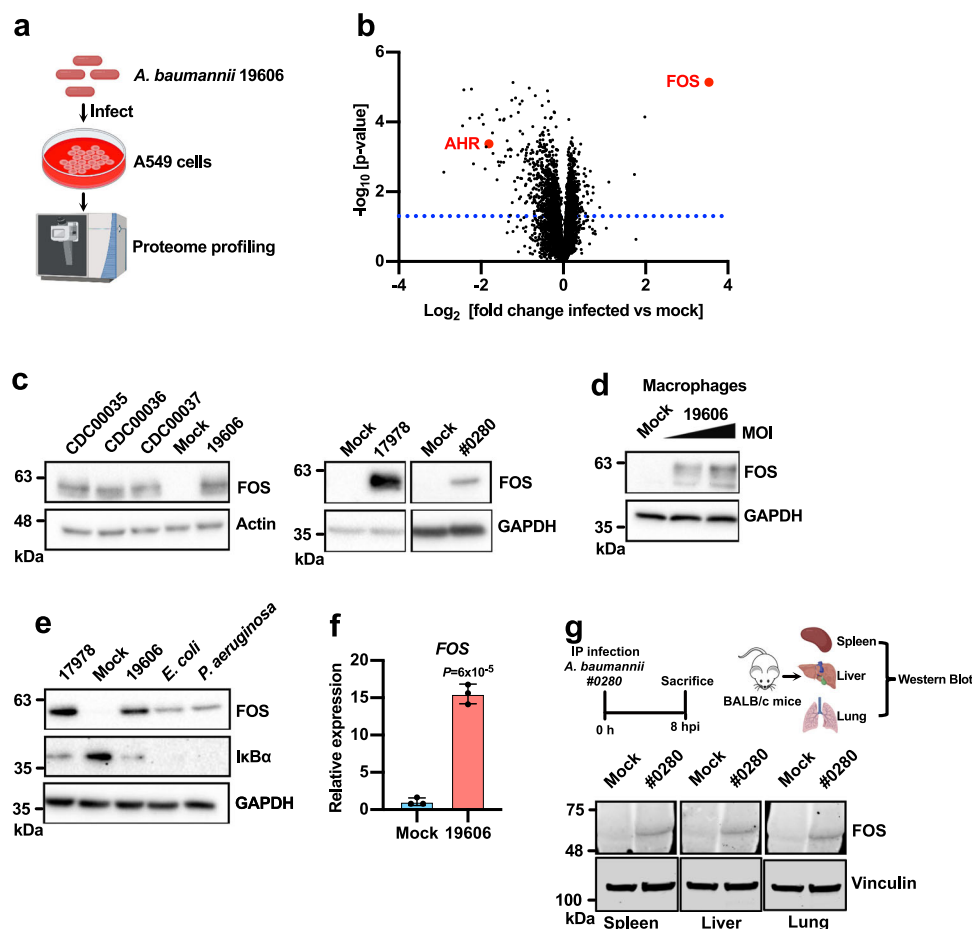 a
A. baumannii 19606
Infect
A549 cells
Proteome profiling
b
6
4
2
0
-log10 [p-value]
FOS
AHR
-4
-2
0
2
4
Log2 [fold change infected vs mock]
c
CDC00035
CDC00036
CDC00037
Mock
19606
63
FOS
48
Actin
kDa
Mock
17978
Mock
#0280
63
FOS
35
GAPDH
kDa
d
Macrophages
Mock
19606
MOI
63
FOS
35
GAPDH
kDa
e
17978
Mock
19606
E. coli
P. aeruginosa
63
FOS
35
IκBα
35
GAPDH
kDa
f
FOS
P=6x10-5
20
15
10
5
0
Relative expression
Mock
19606
g
IP infection
A. baumannii
#0280
Sacrifice
0 h
8 hpi
BALB/c mice
Spleen
Liver
Lung
Western Blot
Mock
#0280
Mock
#0280
Mock
#0280
75
FOS
48
Vinculin
100
kDa
Spleen
Liver
Lung